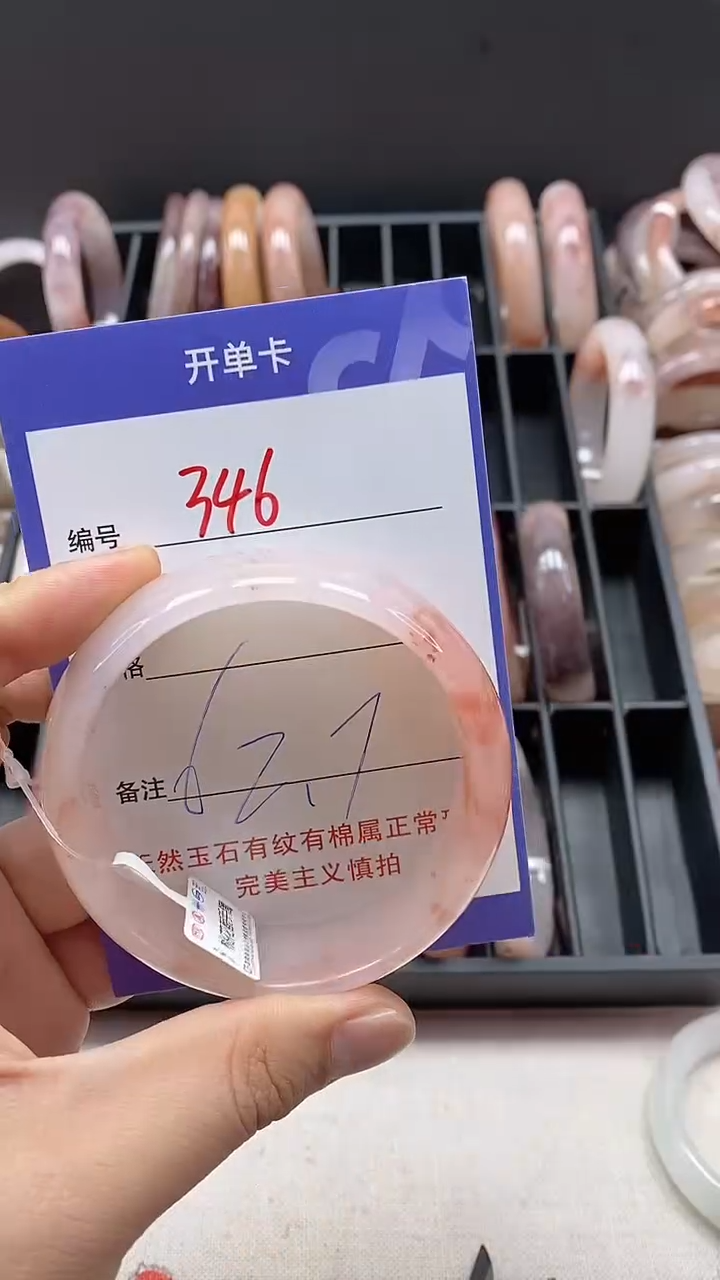 开单卡
编号 346
格
备注 62.7
然玉石有纹有棉属正常
完美主义慎拍